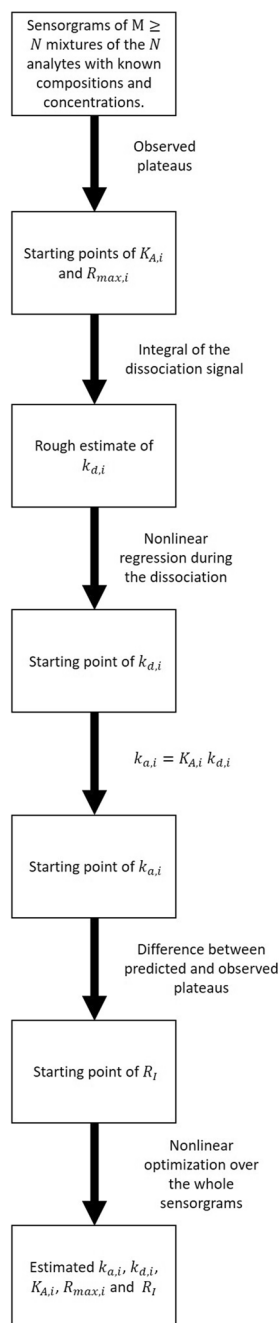 Sensorgrams of M ≥
N mixtures of the N
analytes with known
compositions and
concentrations.
Observed
plateaus
Starting points of K_{A,i}
and R_{max,i}
Integral of the
dissociation signal
Rough estimate of
k_{d,i}
Nonlinear
regression during
the dissociation
Starting point of k_{d,i}
k_{a,i} = K_{A,i} k_{d,i}
Starting point of k_{a,i}
Difference between
predicted and observed
plateaus
Starting point of R_I
Nonlinear
optimization over
the whole
sensorgrams
Estimated k_{a,i}, k_{d,i},
K_{A,i}, R_{max,i} and R_I